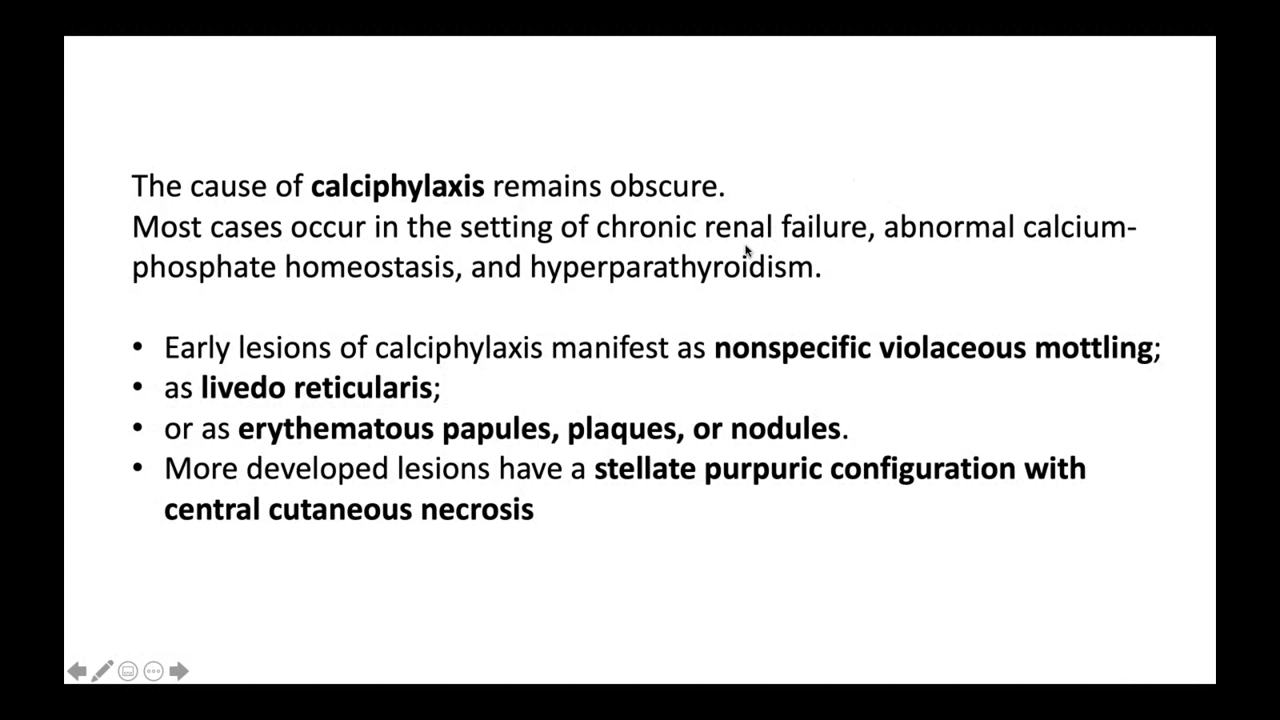 The cause of calciphylaxis remains obscure.
Most cases occur in the setting of chronic renal failure, abnormal calcium-
phosphate homeostasis, and hyperparathyroidism.
• Early lesions of calciphylaxis manifest as nonspecific violaceous mottling;
• as livedo reticularis;
• or as erythematous papules, plaques, or nodules.
• More developed lesions have a stellate purpuric configuration with
central cutaneous necrosis